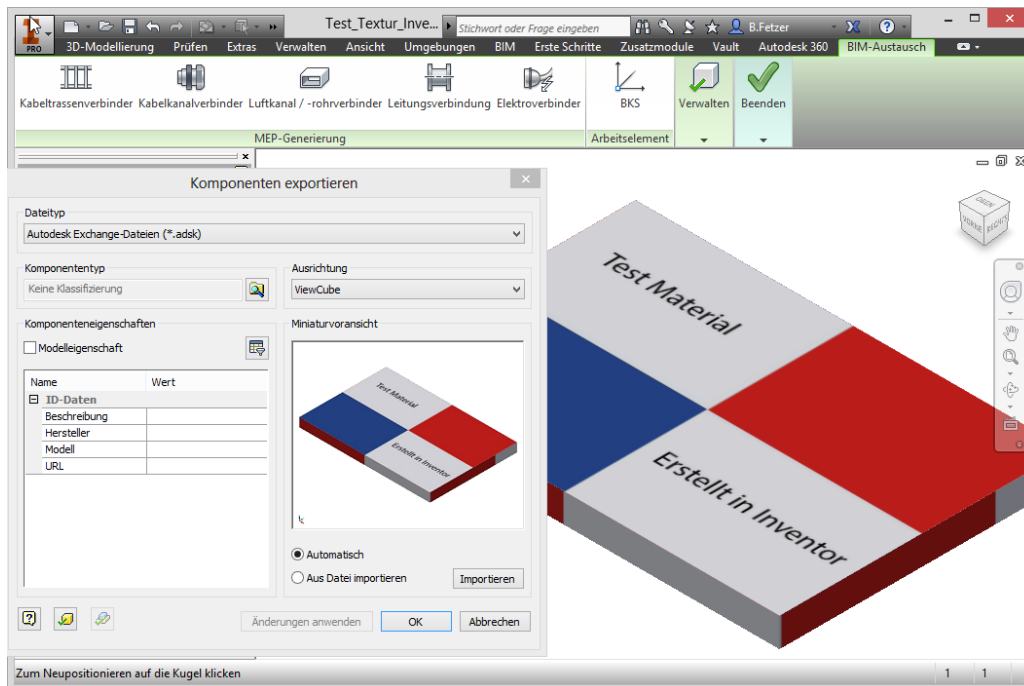 Test_Textur_Inve...
Stichwort oder Frage eingeben
B.Fetzer
PRO
3D-Modellierung Prüfen Extras Verwalten Ansicht Umgebungen BIM Erste Schritte Zusatzmodule Vault Autodesk 360 BIM-Austausch
Kabeltrassenverbinder Kabelkanalverbinder Luftkanal / -rohrverbinder Leitungsverbindung Elektroverbinder BKS Verwalten Beenden
MEP-Generierung Arbeitselement
Komponenten exportieren
Dateityp
Autodesk Exchange-Dateien (*.adsk)
Komponententyp
Keine Klassifizierung
Ausrichtung
ViewCube
Komponenteneigenschaften
Modelleigenschaft
Name Wert
ID-Daten
Beschreibung
Hersteller
Modell
URL
Miniaturvoransicht
Test Material
Erstellt in Inventor
Automatisch
Aus Datei importieren
Importieren
Änderungen anwenden
OK
Abbrechen
OBEN
VORNE
RECHTS
Test Material
Erstellt in Inventor
Zum Neupositionieren auf die Kugel klicken
1 1